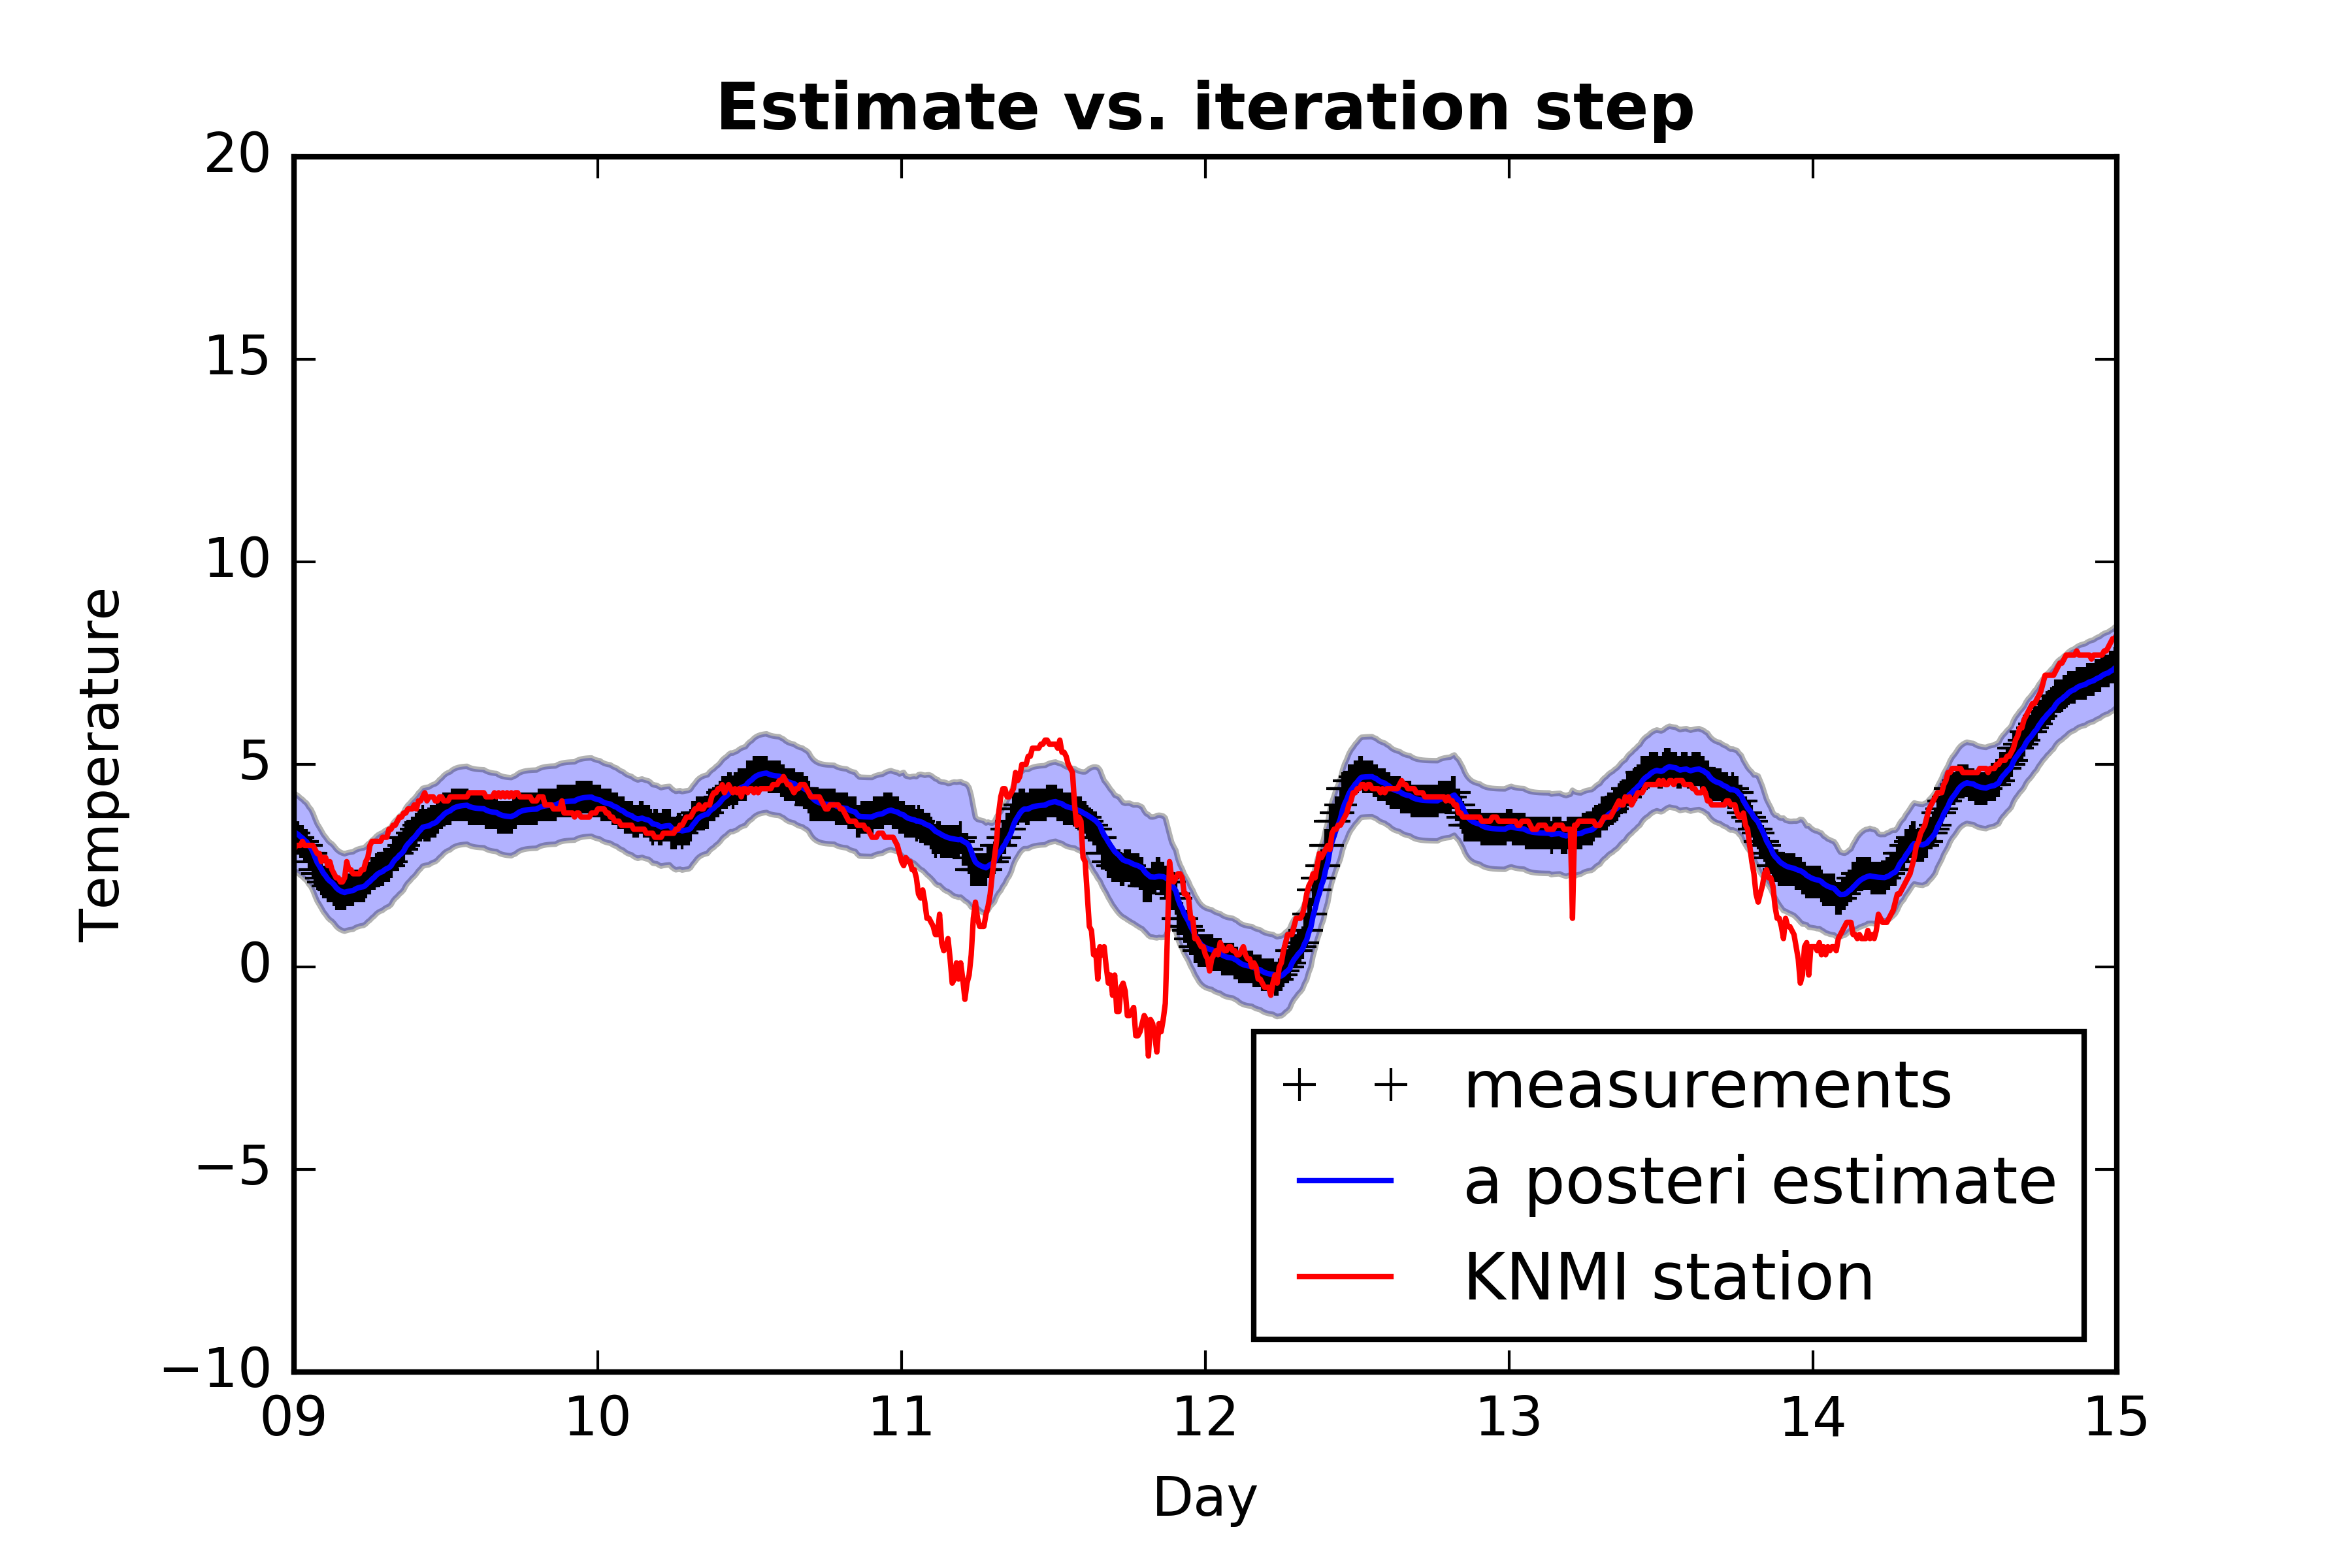 Estimate vs. iteration step
20
15
10
5
0
−5
−10
Temperature
measurements
a posteri estimate
KNMI station
09 10 11 12 13 14 15
Day